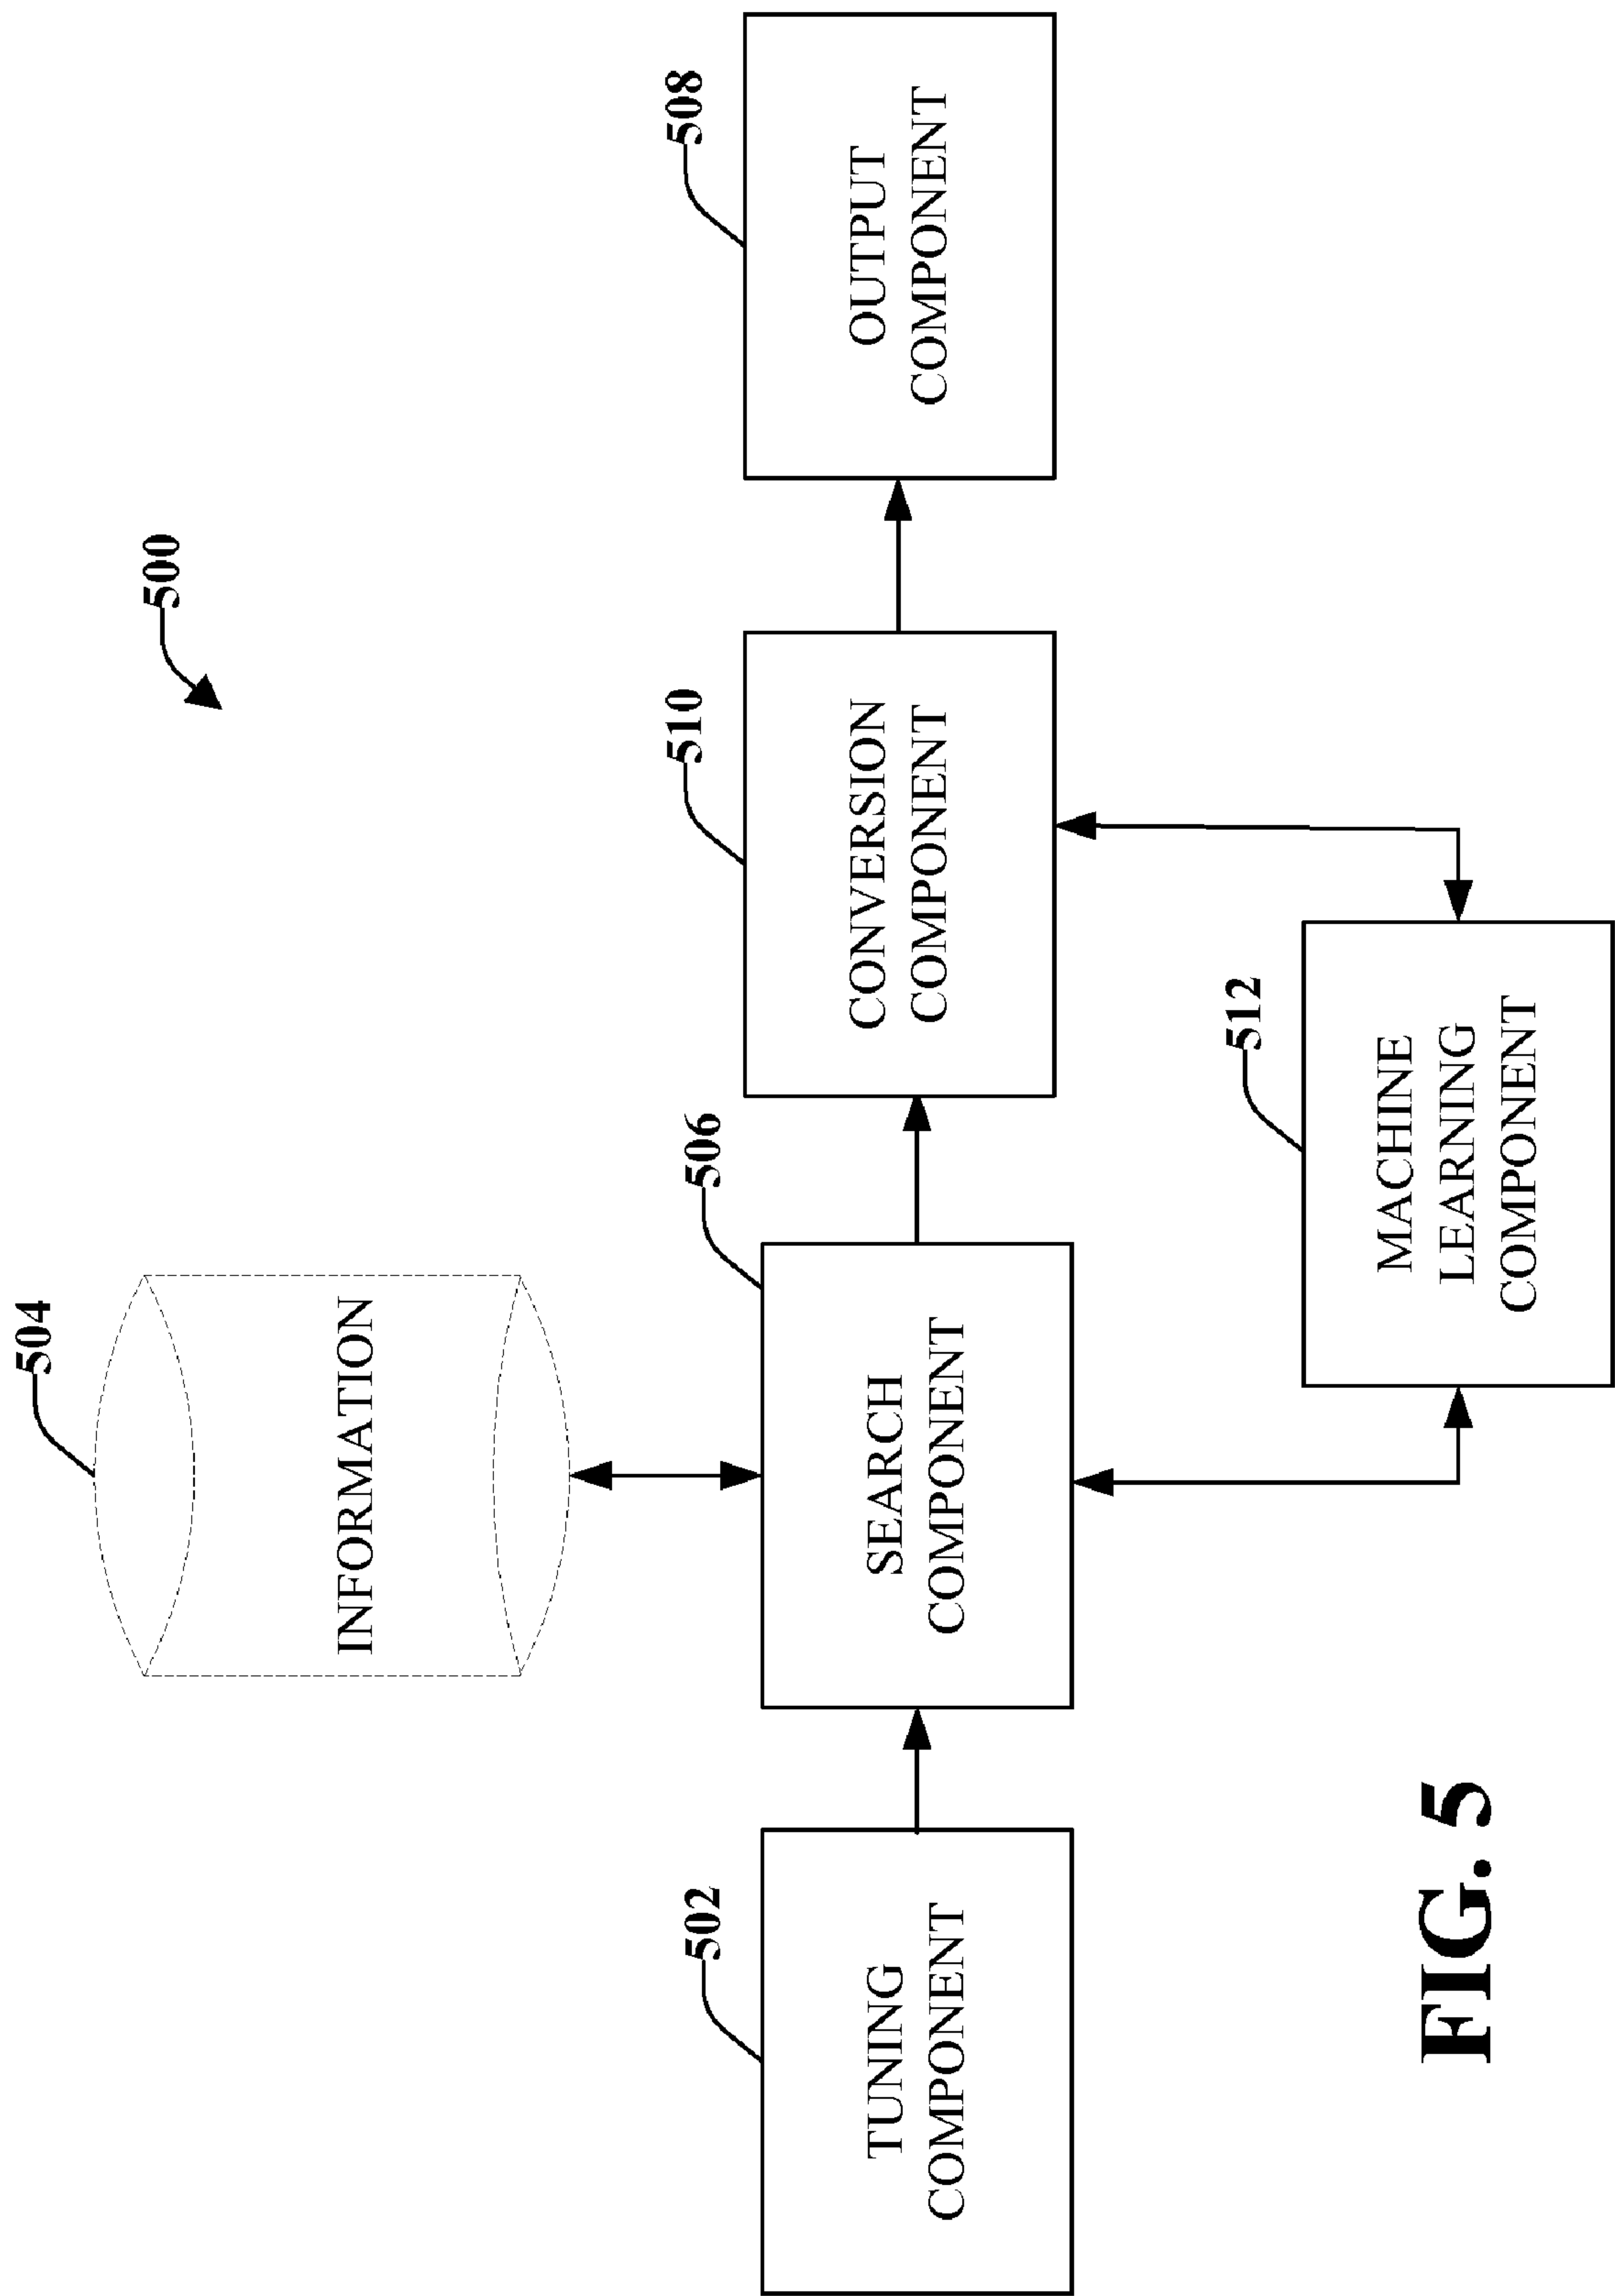 500
504
INFORMATION
502
TUNING
COMPONENT
506
SEARCH
COMPONENT
510
CONVERSION
COMPONENT
508
OUTPUT
COMPONENT
512
MACHINE
LEARNING
COMPONENT
FIG. 5